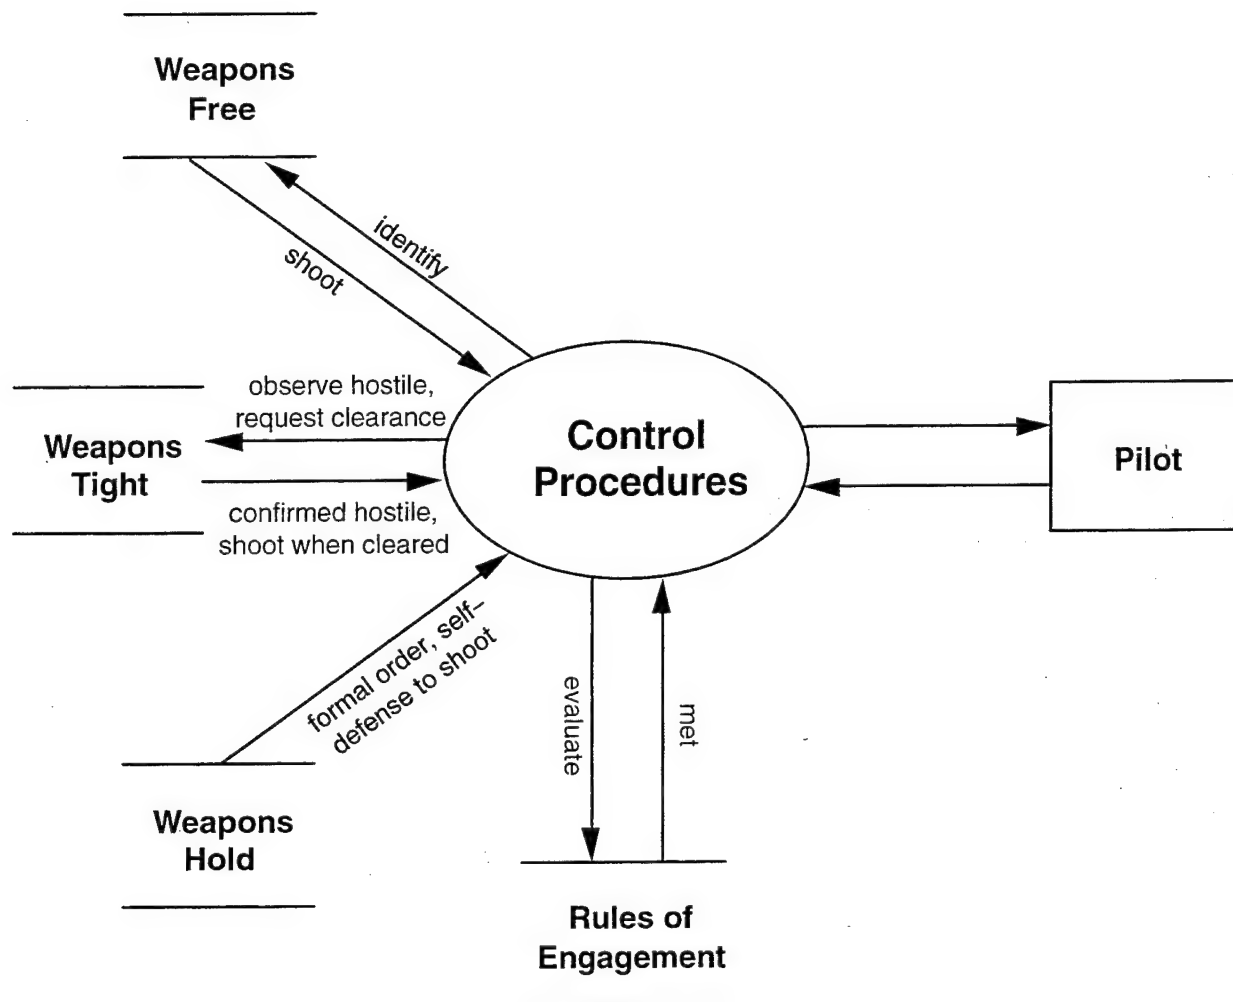 Weapons
Free
identify
shoot
observe hostile,
request clearance
Weapons
Tight
confirmed hostile,
shoot when cleared
Control
Procedures
Pilot
formal order, self–
defense to shoot
evaluate
met
Weapons
Hold
Rules of
Engagement